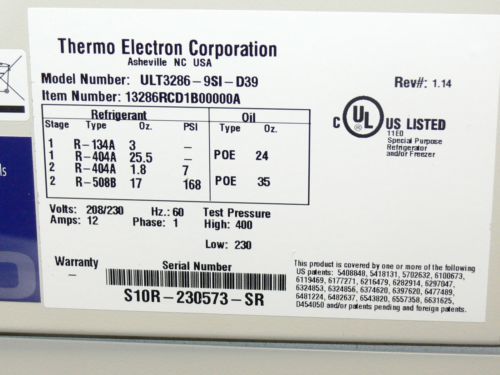 Thermo Electron Corporation
Asheville NC USA
Model Number: ULT3286-9SI-D39
Rev#: 1.14
Item Number: 13286RCD1B00000A
Refrigerant Oil
Stage Type Oz. PSI Type Oz.
1 R-134A 3
1 R-404A 25.5 - POE 24
2 R-404A 1.8 7
2 R-508B 17 168 POE 35
C UL US LISTED
11E0
Special Purpose
Refrigerator
and/or Freezer
Volts: 208/230 Hz.: 60 Test Pressure
Amps: 12 Phase: 1 High: 400
Low: 230
Warranty
-
Serial Number
S10R-230573-SR
This product is covered by one or more of the following
US patents: 5408848, 5418131, 5702632, 6100673,
6119469, 6177271, 6216479, 6282914, 6297047,
6324853, 6324856, 6374620, 6397620, 6477489,
6481224, 6482637, 6543820, 6557358, 6631625,
D454050 and/or patents pending and foreign patents.